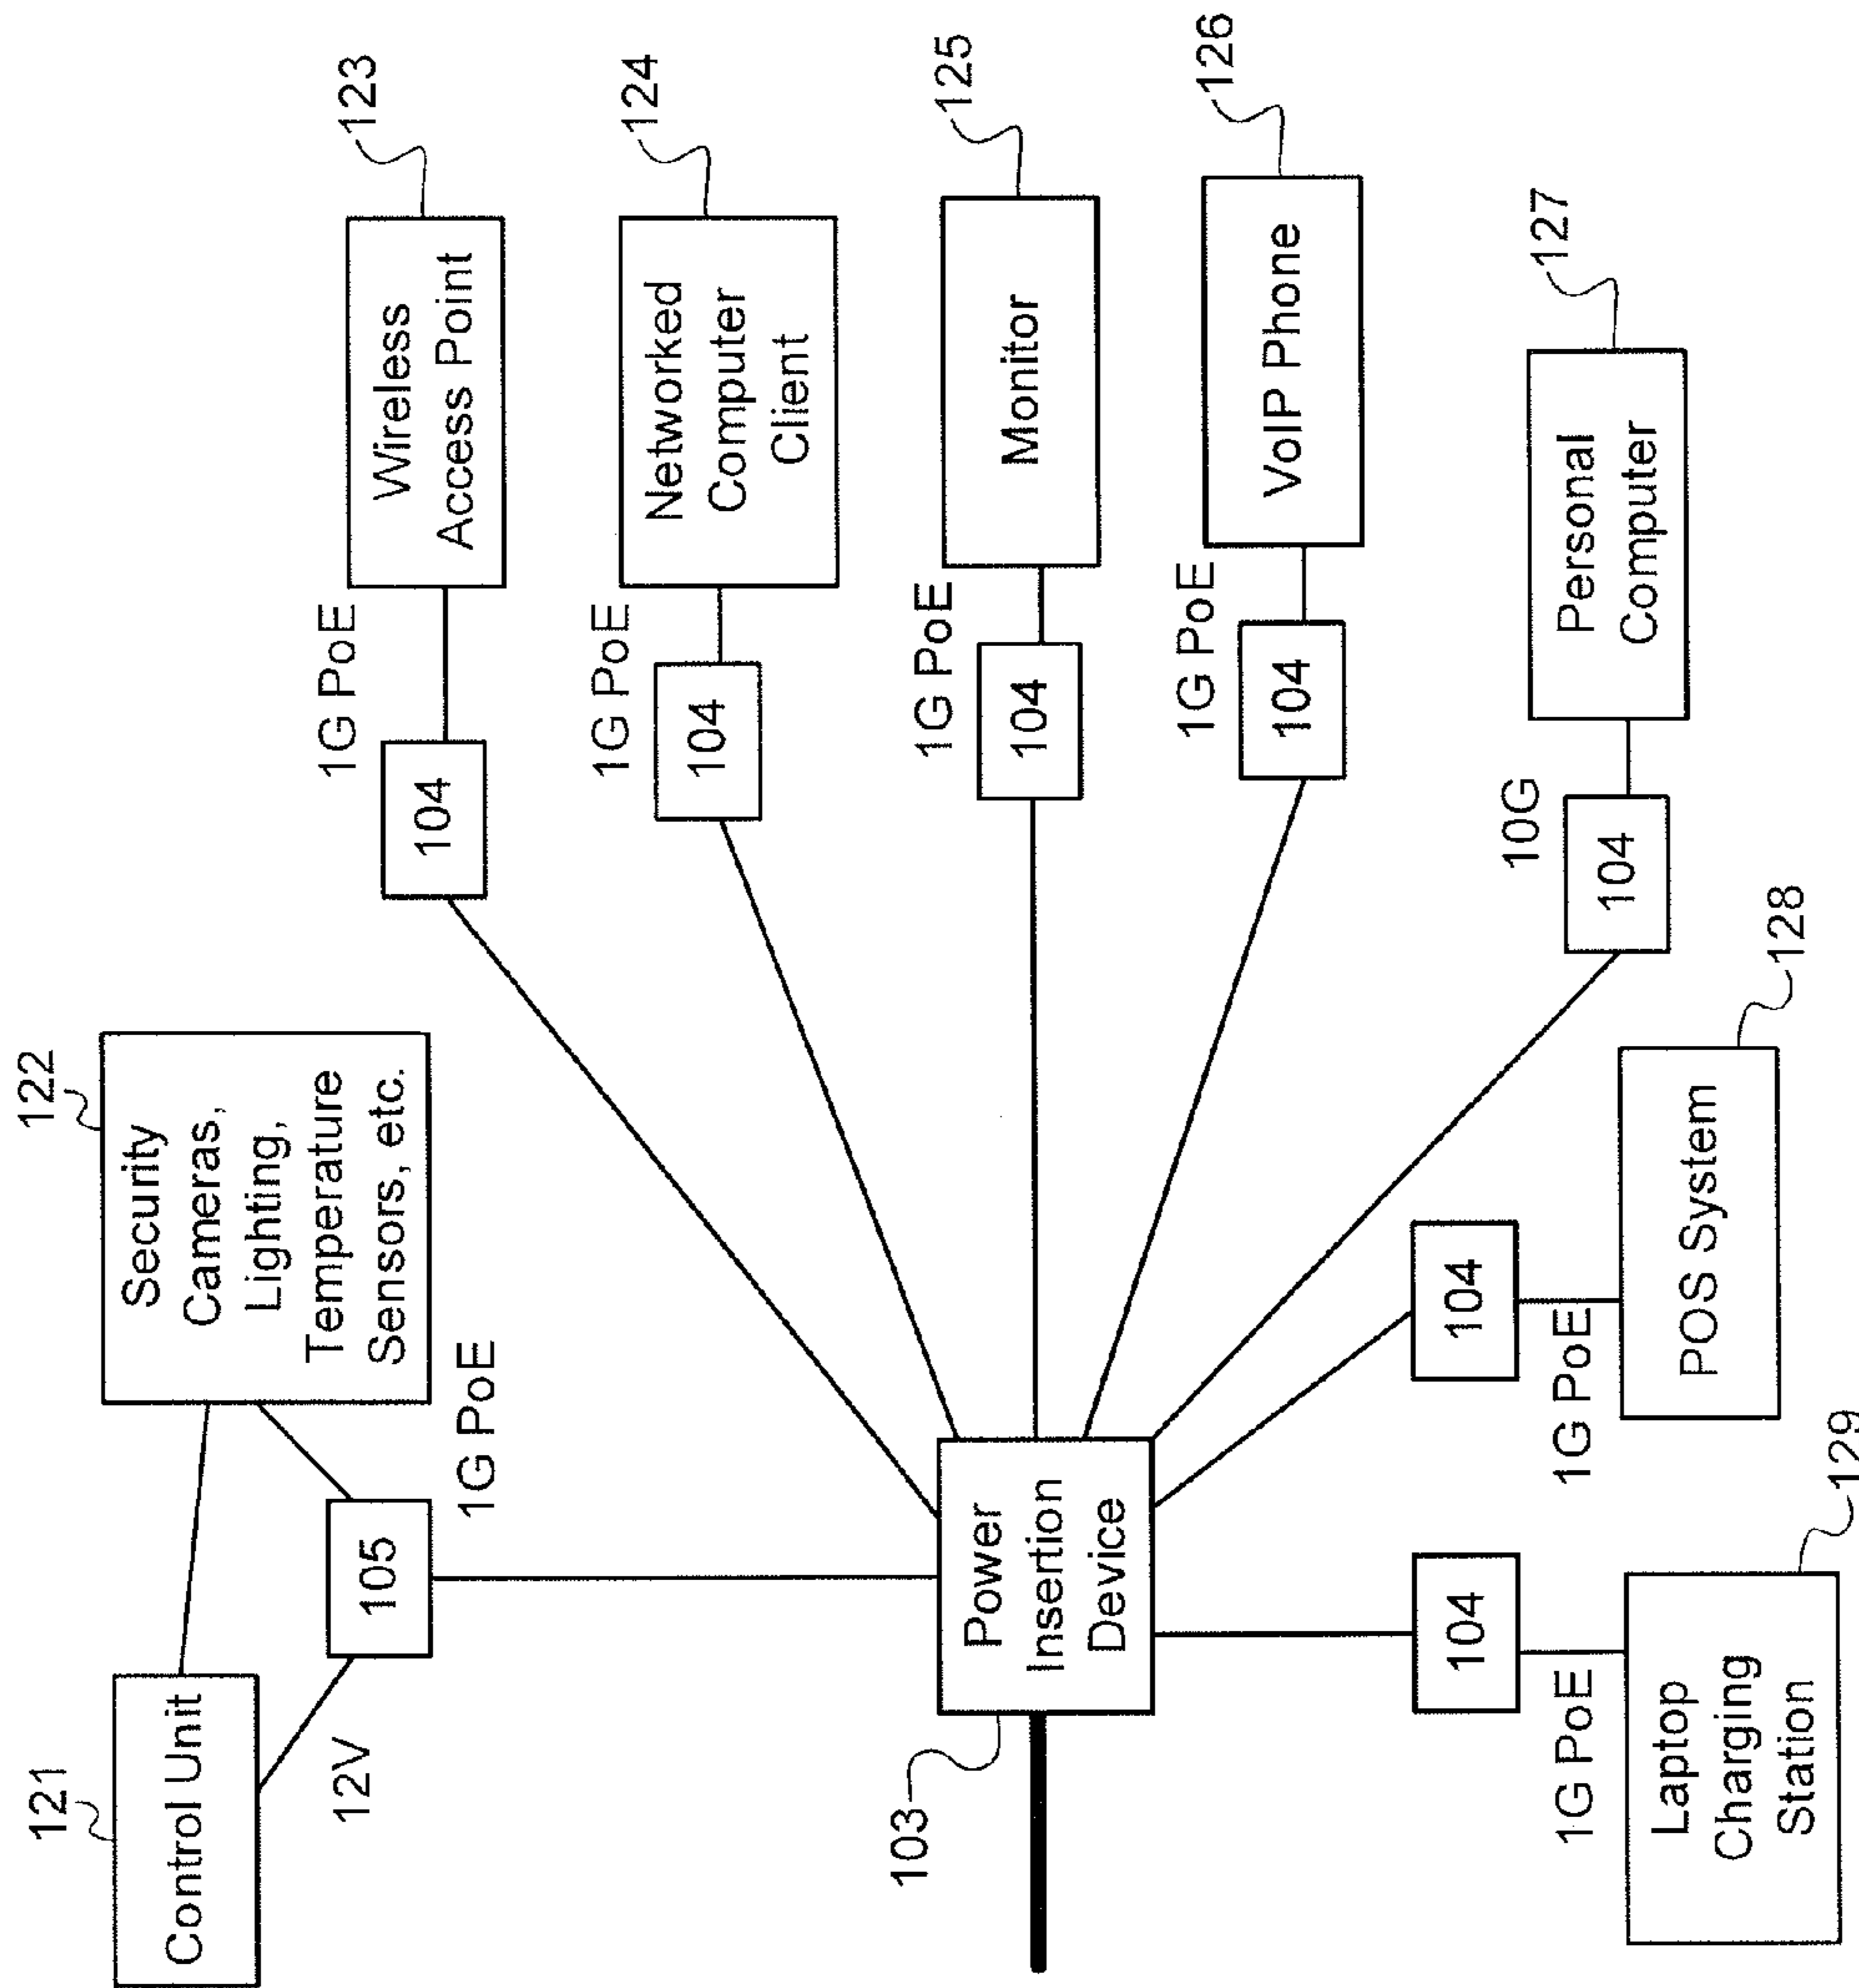 121
Control Unit
12V
105
122
Security
Cameras,
Lighting,
Temperature
Sensors, etc.
1G PoE
103
Power
Insertion
Device
104
1G PoE
Wireless
Access Point
123
104
1G PoE
Networked
Computer
Client
124
104
1G PoE
Monitor
125
104
1G PoE
VoIP Phone
126
104
10G
Personal
Computer
127
104
1G PoE
POS System
128
104
1G PoE
Laptop
Charging
Station
129